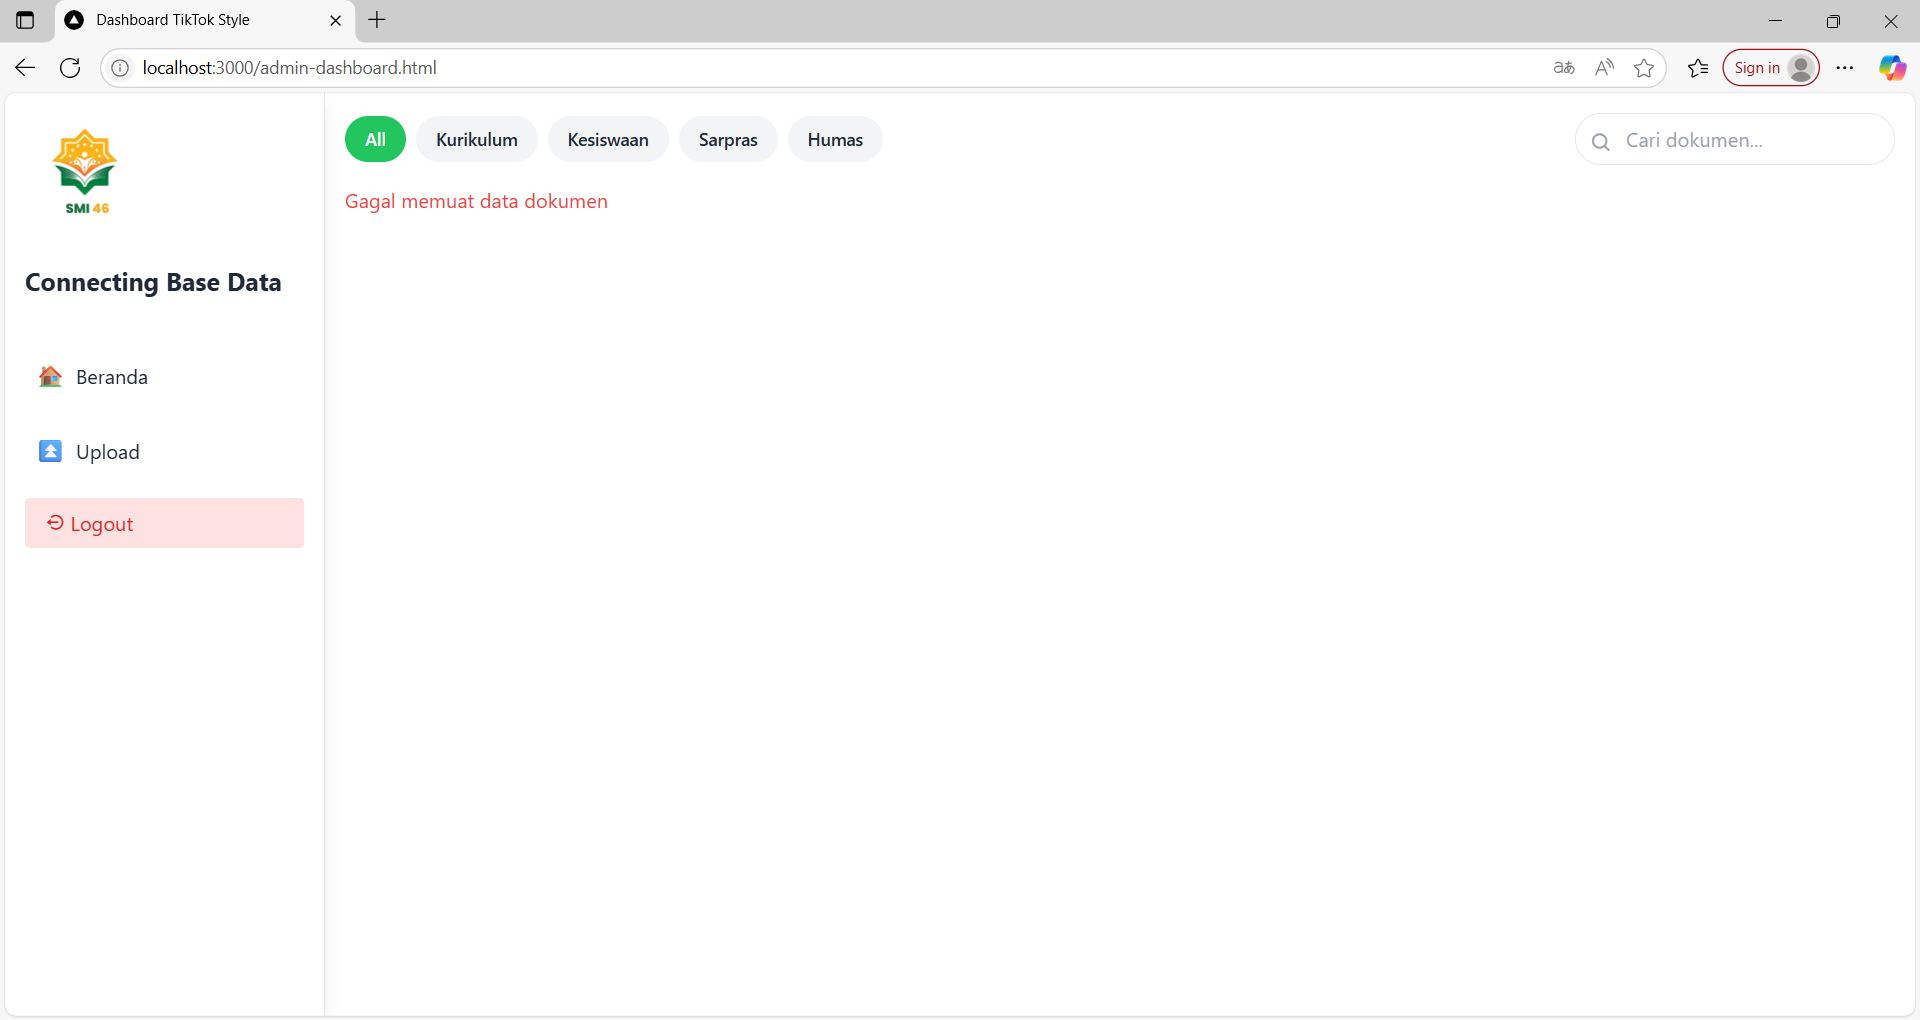 Dashboard TikTok Style
localhost:3000/admin-dashboard.html
Sign in
SMI 46
Connecting Base Data
Beranda
Upload
Logout
All
Kurikulum
Kesiswaan
Sarpras
Humas
Cari dokumen...
Gagal memuat data dokumen